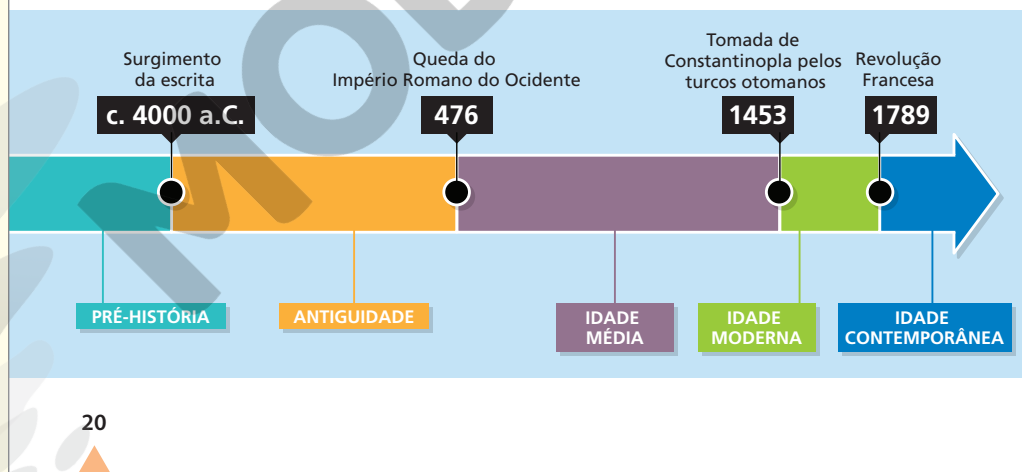 Surgimento
da escrita
c. 4000 a.C.
Queda do
Império Romano do Ocidente
476
Tomada de
Constantinopla pelos
turcos otomanos
1453
Revolução
Francesa
1789
PRÉ-HISTÓRIA
ANTIGUIDADE
IDADE
MÉDIA
IDADE
MODERNA
IDADE
CONTEMPORÂNEA
20